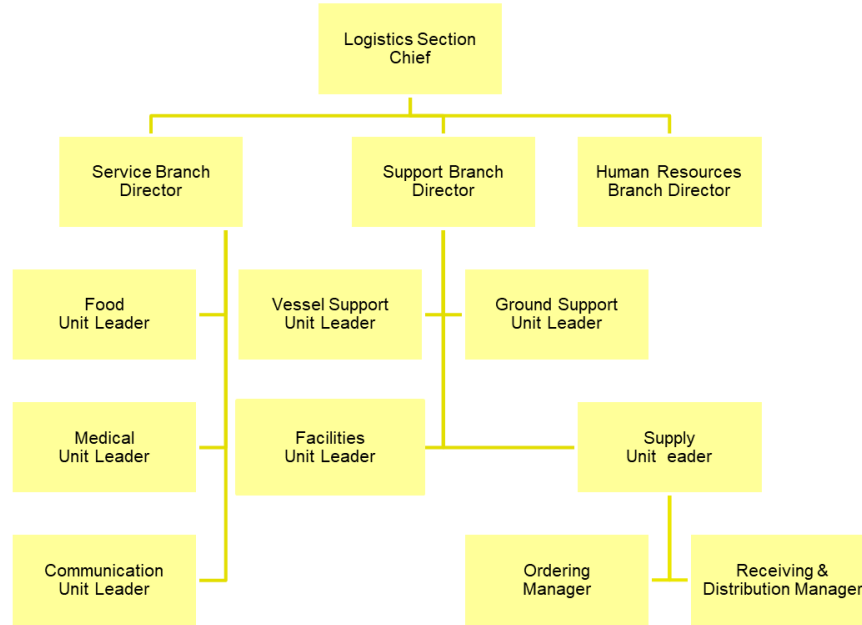 Logistics Section
Chief
Service Branch
Director
Support Branch
Director
Human Resources
Branch Director
Food
Unit Leader
Vessel Support
Unit Leader
Ground Support
Unit Leader
Medical
Unit Leader
Facilities
Unit Leader
Supply
Unit eader
Communication
Unit Leader
Ordering
Manager
Receiving &
Distribution Manager